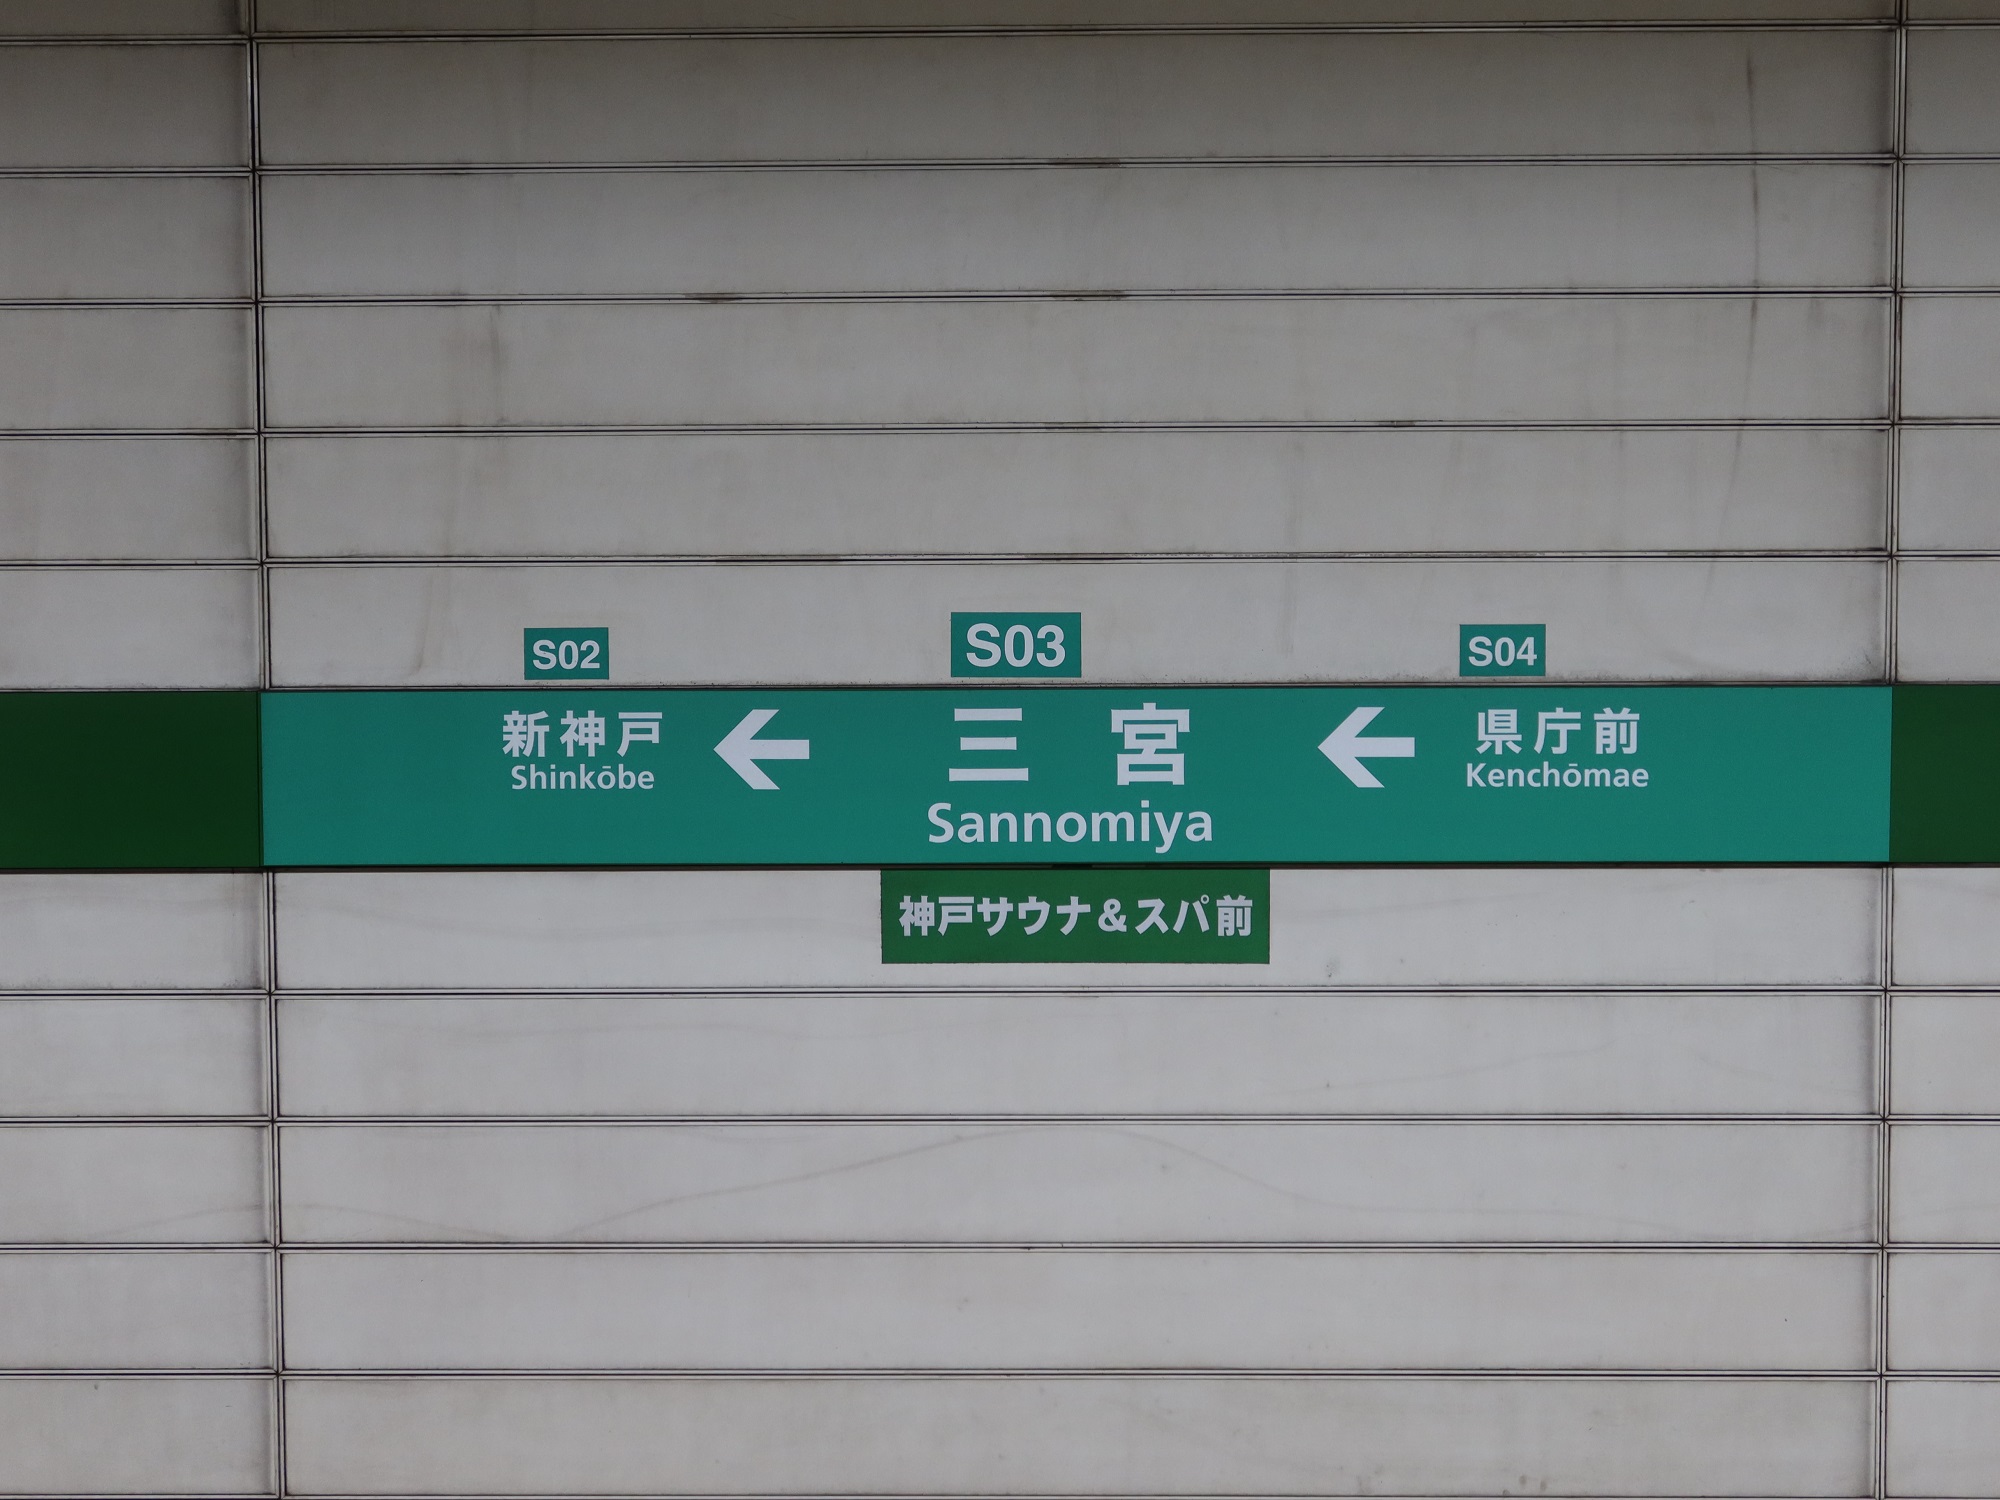 S02
S03
S04
新神戸 ← 三宮 ← 県庁前
Shinkōbe
Sannomiya
Kenchōmae
神戸サウナ&スパ前